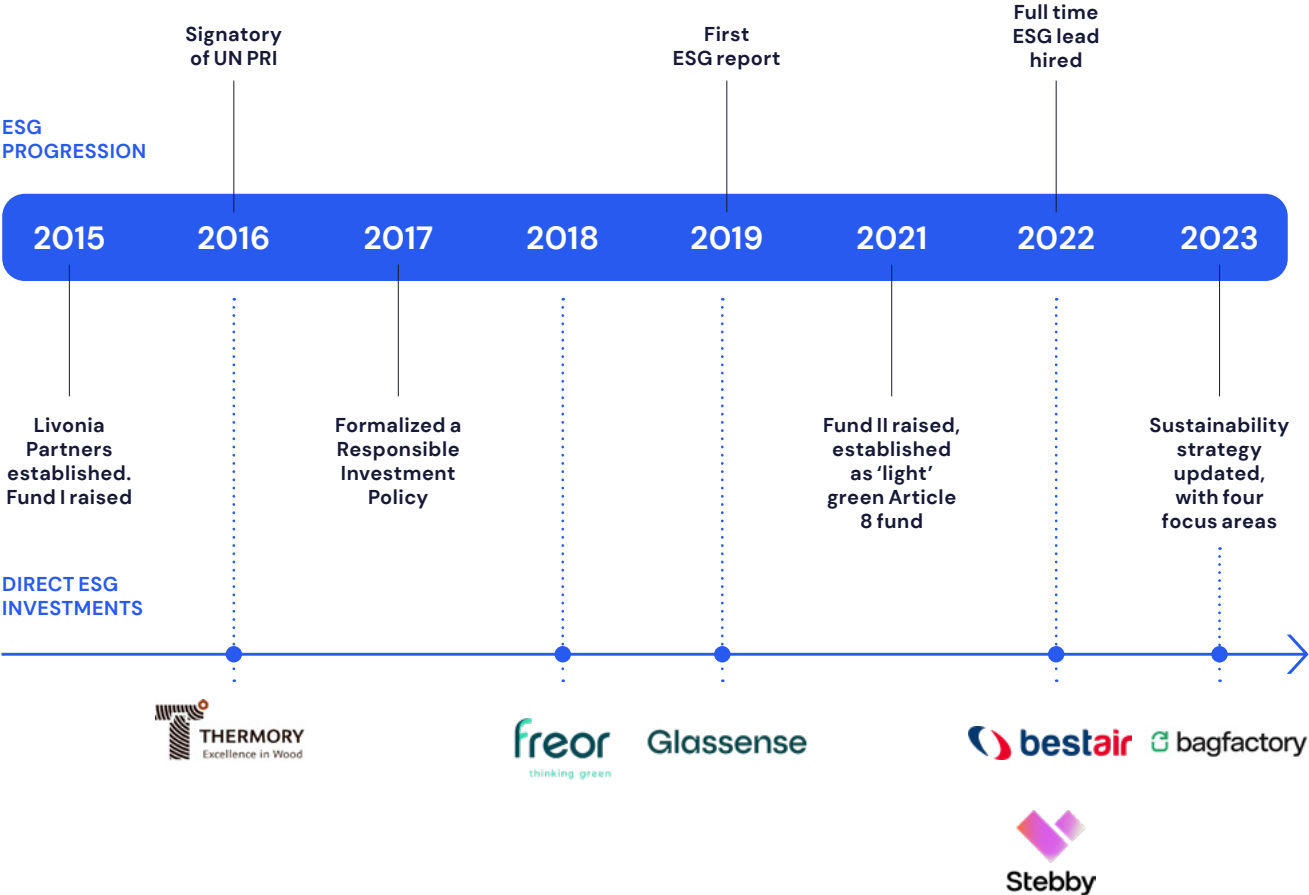 Signatory
of UN PRI
First
ESG report
Full time
ESG lead
hired
ESG
PROGRESSION
2015 2016 2017 2018 2019 2021 2022 2023
Livonia
Partners
established.
Fund I raised
Formalized a
Responsible
Investment
Policy
Fund II raised,
established
as ‘light’
green Article
8 fund
Sustainability
strategy
updated,
with four
focus areas
DIRECT ESG
INVESTMENTS
THERMORY
Excellence in Wood
freor
thinking green
Glassense
bestair
bagfactory
Stebby